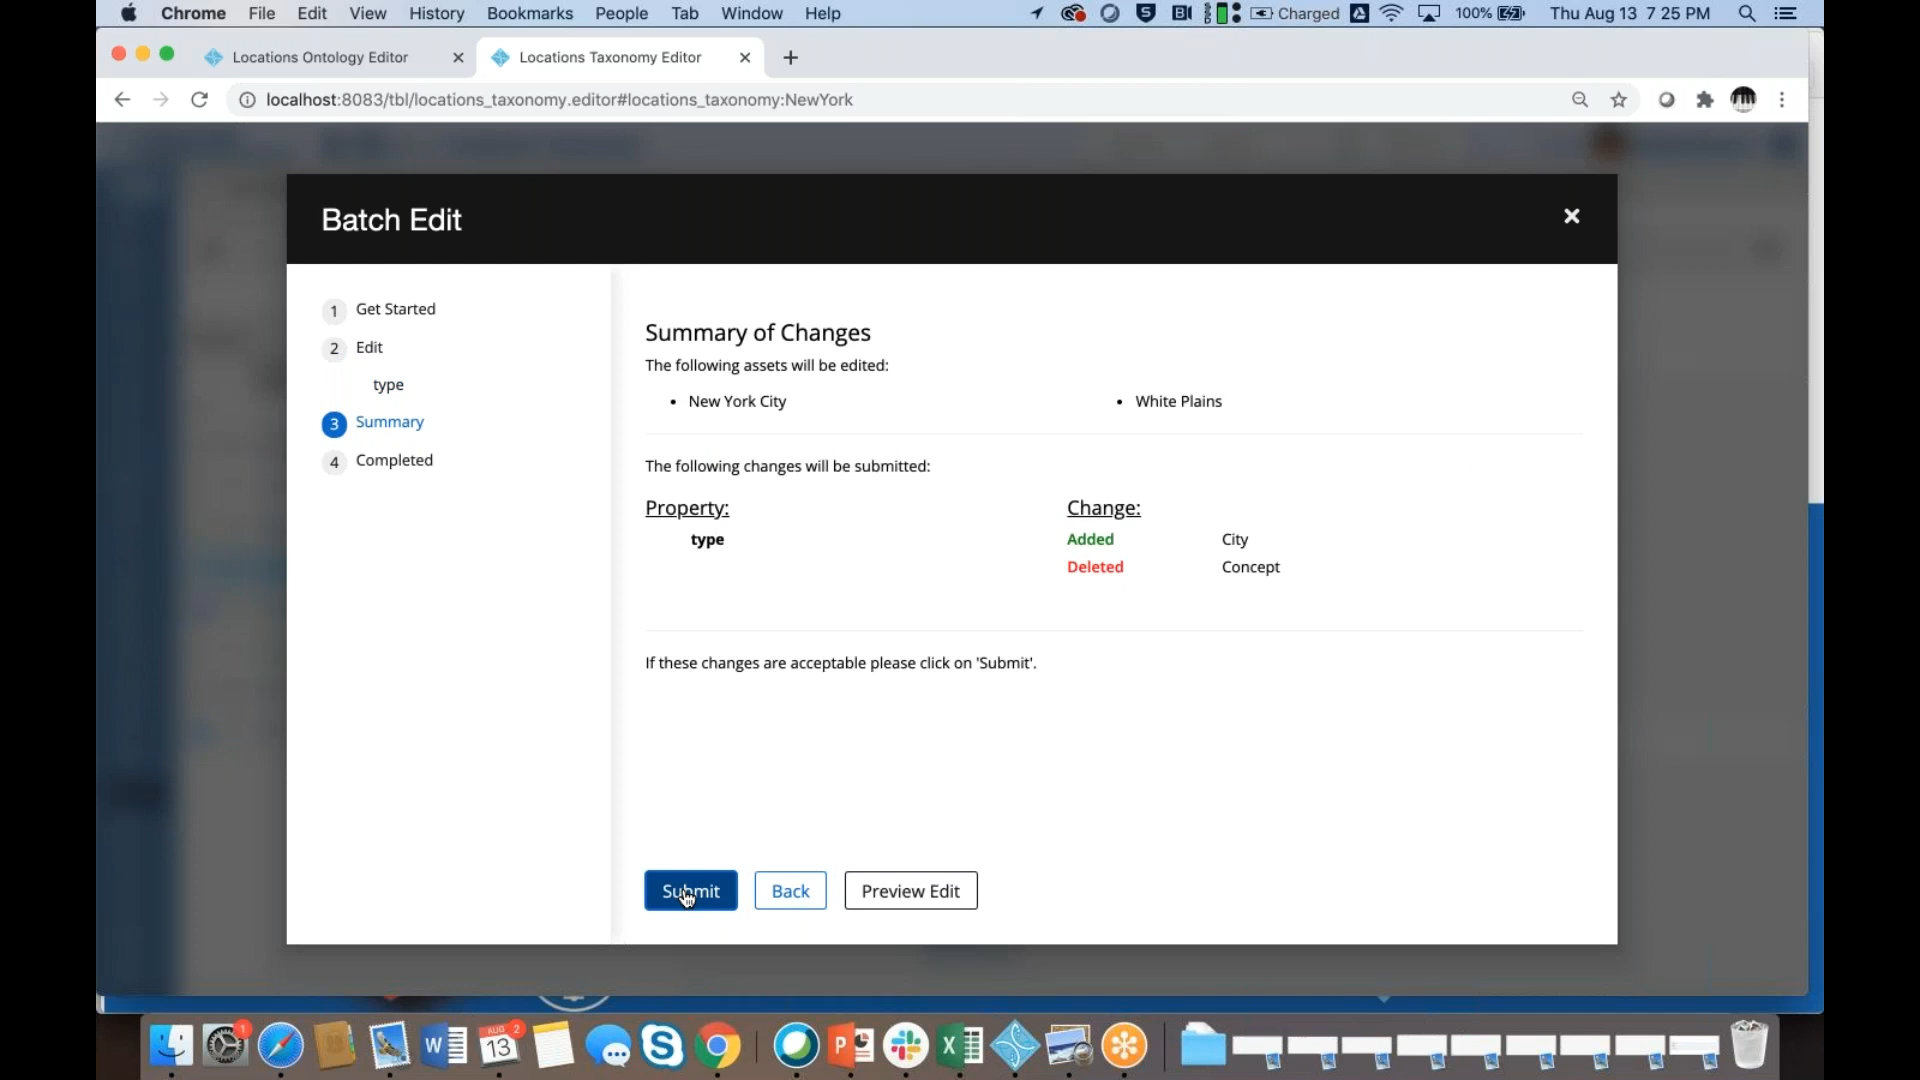 Chrome File Edit View History Bookmarks People Tab Window Help Charged 100% Thu Aug 13 7 25 PM
Locations Ontology Editor Locations Taxonomy Editor
localhost:8083/tbl/locations_taxonomy.editor#locations_taxonomy:NewYork
Batch Edit
1 Get Started
2 Edit
type
3 Summary
4 Completed
Summary of Changes
The following assets will be edited:
• New York City • White Plains
The following changes will be submitted:
Property: Change:
type Added City
Deleted Concept
If these changes are acceptable please click on 'Submit'.
Submit Back Preview Edit
1 W AUG 13 2 S P X